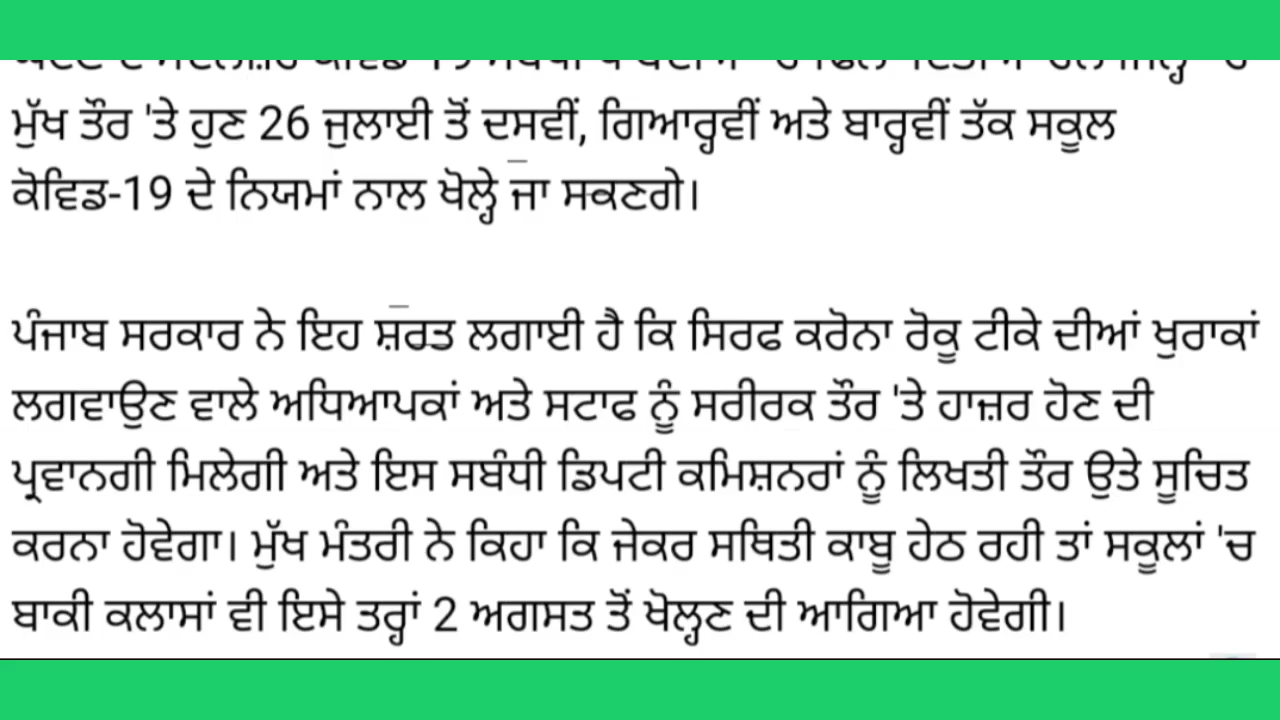 ਮੁੱਖ ਤੌਰ 'ਤੇ ਹੁਣ 26 ਜੁਲਾਈ ਤੋਂ ਦਸਵੀਂ, ਗਿਆਰ੍ਹਵੀਂ ਅਤੇ ਬਾਰ੍ਹਵੀਂ ਤੱਕ ਸਕੂਲ
ਕੋਵਿਡ-19 ਦੇ ਨਿਯਮਾਂ ਨਾਲ ਖੋਲ੍ਹੇ ਜਾ ਸਕਣਗੇ।
ਪੰਜਾਬ ਸਰਕਾਰ ਨੇ ਇਹ ਸ਼ਰਤ ਲਗਾਈ ਹੈ ਕਿ ਸਿਰਫ ਕਰੋਨਾ ਰੋਕੂ ਟੀਕੇ ਦੀਆਂ ਖੁਰਾਕਾਂ
ਲਗਵਾਉਣ ਵਾਲੇ ਅਧਿਆਪਕਾਂ ਅਤੇ ਸਟਾਫ ਨੂੰ ਸਰੀਰਕ ਤੌਰ 'ਤੇ ਹਾਜ਼ਰ ਹੋਣ ਦੀ
ਪ੍ਰਵਾਨਗੀ ਮਿਲੇਗੀ ਅਤੇ ਇਸ ਸਬੰਧੀ ਡਿਪਟੀ ਕਮਿਸ਼ਨਰਾਂ ਨੂੰ ਲਿਖਤੀ ਤੌਰ ਉਤੇ ਸੂਚਿਤ
ਕਰਨਾ ਹੋਵੇਗਾ। ਮੁੱਖ ਮੰਤਰੀ ਨੇ ਕਿਹਾ ਕਿ ਜੇਕਰ ਸਥਿਤੀ ਕਾਬੂ ਹੇਠ ਰਹੀ ਤਾਂ ਸਕੂਲਾਂ 'ਚ
ਬਾਕੀ ਕਲਾਸਾਂ ਵੀ ਇਸੇ ਤਰ੍ਹਾਂ 2 ਅਗਸਤ ਤੋਂ ਖੋਲ੍ਹਣ ਦੀ ਆਗਿਆ ਹੋਵੇਗੀ।